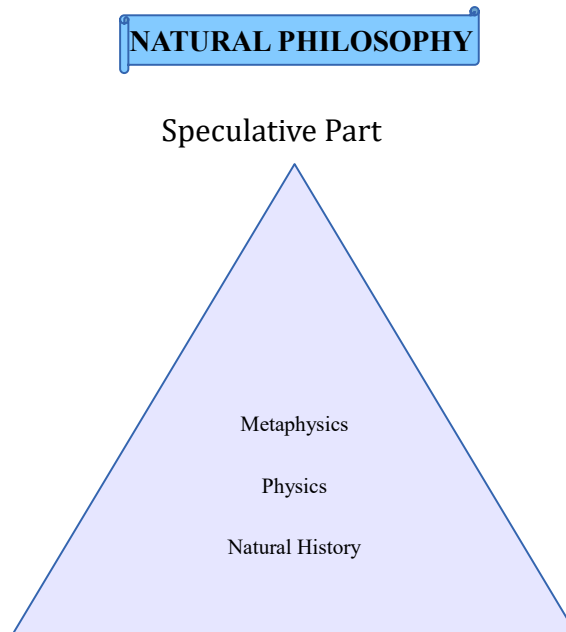 NATURAL PHILOSOPHY
Speculative Part
Metaphysics
Physics
Natural History